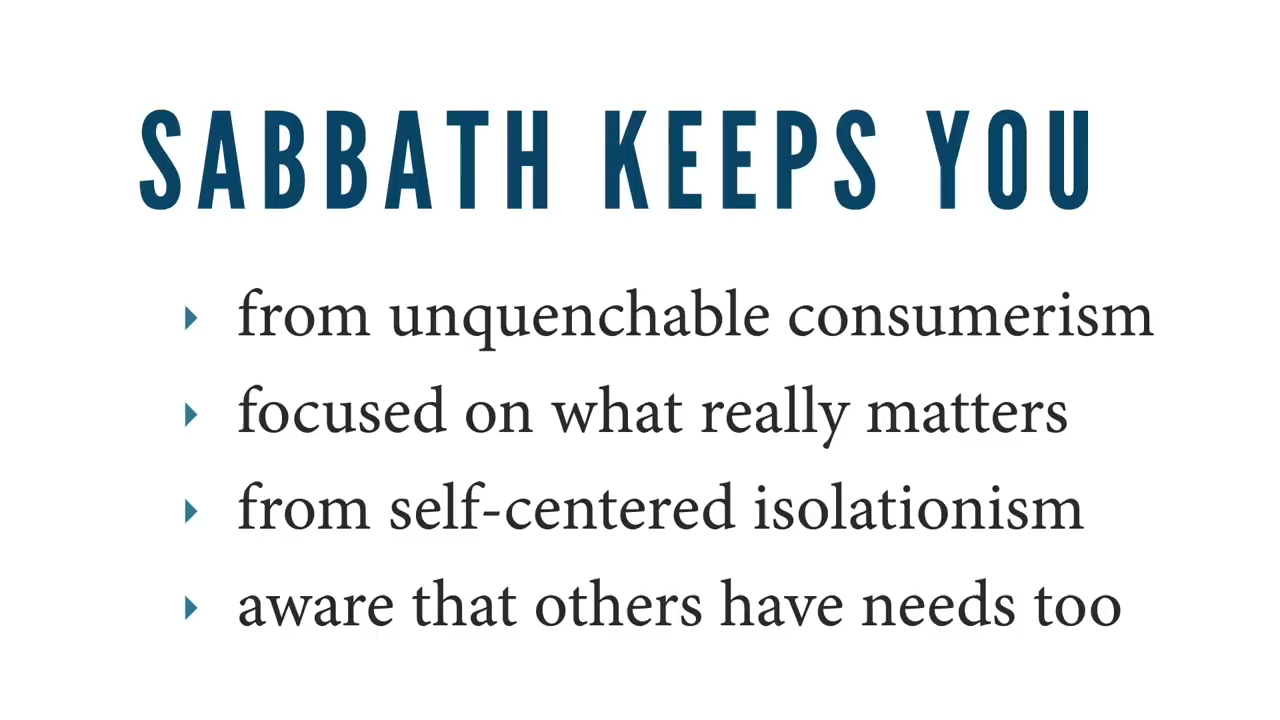 SABBATH KEEPS YOU
‣ from unquenchable consumerism
‣ focused on what really matters
‣ from self-centered isolationism
‣ aware that others have needs too